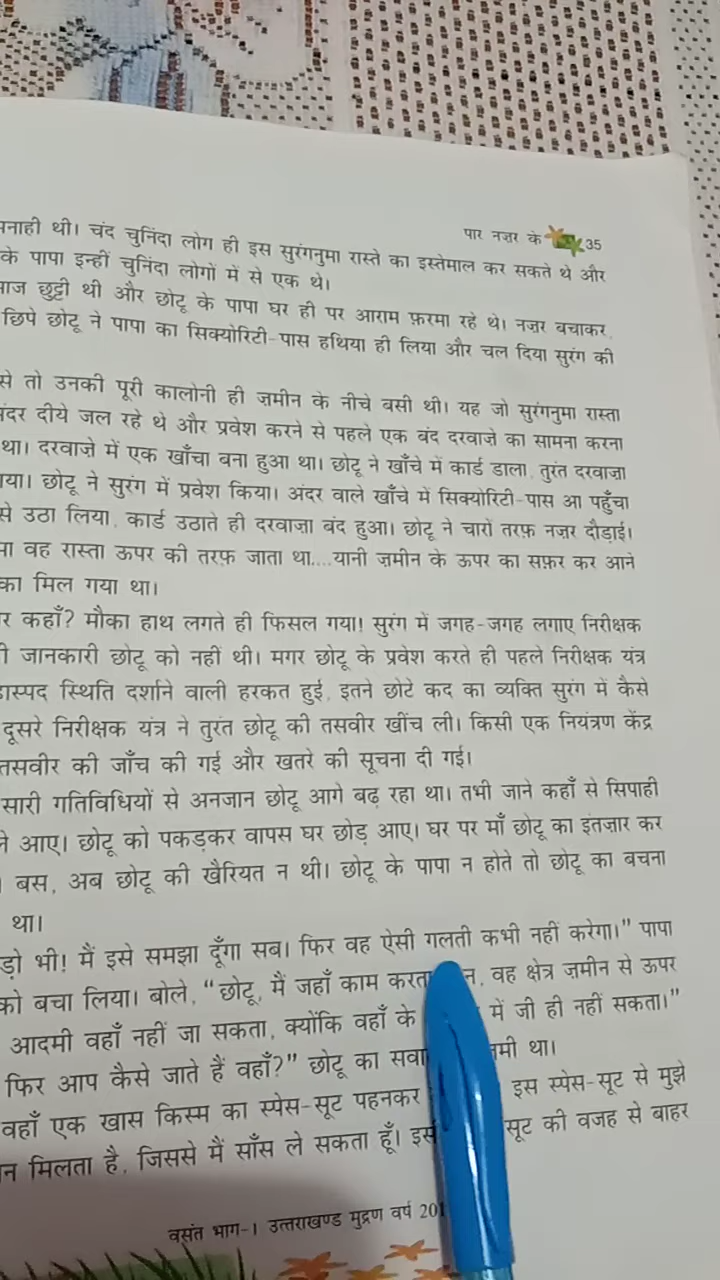 पार नज़र के 35
थी। चंद चुनिंदा लोग ही इस सुरंगनुमा रास्ते का इस्तेमाल कर सकते थे और
के पापा इन्हीं चुनिंदा लोगों में से एक थे।
छुट्टी थी और छोटू के पापा घर ही पर आराम फ़रमा रहे थे। नज़र बचाकर,
छिपे छोटू ने पापा का सिक्योरिटी-पास हथिया ही लिया और चल दिया सुरंग की
से तो उनकी पूरी कालोनी ही ज़मीन के नीचे बसी थी। यह जो सुरंगनुमा रास्ता
दीये जल रहे थे और प्रवेश करने से पहले एक बंद दरवाज़े का सामना करना
था। दरवाज़े में एक खाँचा बना हुआ था। छोटू ने खाँचे में कार्ड डाला, तुरंत दरवाज़ा
छोटू ने सुरंग में प्रवेश किया। अंदर वाले खाँचे में सिक्योरिटी-पास आ पहुँचा
से उठा लिया, कार्ड उठाते ही दरवाज़ा बंद हुआ। छोटू ने चारों तरफ़ नज़र दौड़ाई।
वह रास्ता ऊपर की तरफ़ जाता था....यानी ज़मीन के ऊपर का सफ़र कर आने
का मिल गया था।
कहाँ? मौका हाथ लगते ही फिसल गया! सुरंग में जगह-जगह लगाए निरीक्षक
जानकारी छोटू को नहीं थी। मगर छोटू के प्रवेश करते ही पहले निरीक्षक यंत्र
स्थिति दर्शाने वाली हरकत हुई, इतने छोटे कद का व्यक्ति सुरंग में कैसे
दूसरे निरीक्षक यंत्र ने तुरंत छोटू की तसवीर खींच ली। किसी एक नियंत्रण केंद्र
तसवीर की जाँच की गई और खतरे की सूचना दी गई।
सारी गतिविधियों से अनजान छोटू आगे बढ़ रहा था। तभी जाने कहाँ से सिपाही
आए। छोटू को पकड़कर वापस घर छोड़ आए। घर पर माँ छोटू का इंतज़ार कर
बस, अब छोटू की खैरियत न थी। छोटू के पापा न होते तो छोटू का बचना
था।
भी! मैं इसे समझा दूँगा सब। फिर वह ऐसी गलती कभी नहीं करेगा।" पापा
को बचा लिया। बोले, "छोटू, मैं जहाँ काम करता वह क्षेत्र ज़मीन से ऊपर
आदमी वहाँ नहीं जा सकता, क्योंकि वहाँ के में जी ही नहीं सकता।"
फिर आप कैसे जाते हैं वहाँ?" छोटू का था।
वहाँ एक खास किस्म का स्पेस-सूट पहनकर इस स्पेस-सूट से मुझे
मिलता है, जिससे मैं साँस ले सकता हूँ। सूट की वजह से बाहर
वसंत भाग-1 उत्तराखण्ड मुद्रण वर्ष